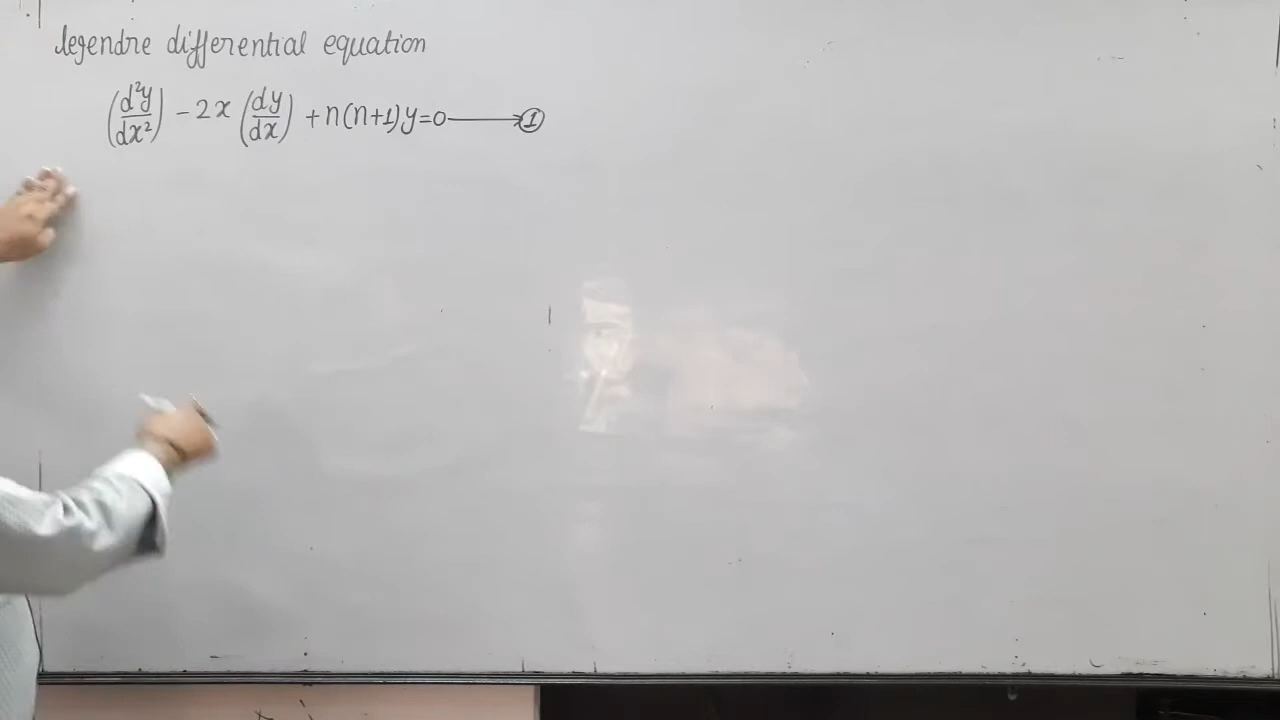 legendre differential equation
(d²y/dx²) - 2x (dy/dx) + n(n+1)y=0 ⟶ ①